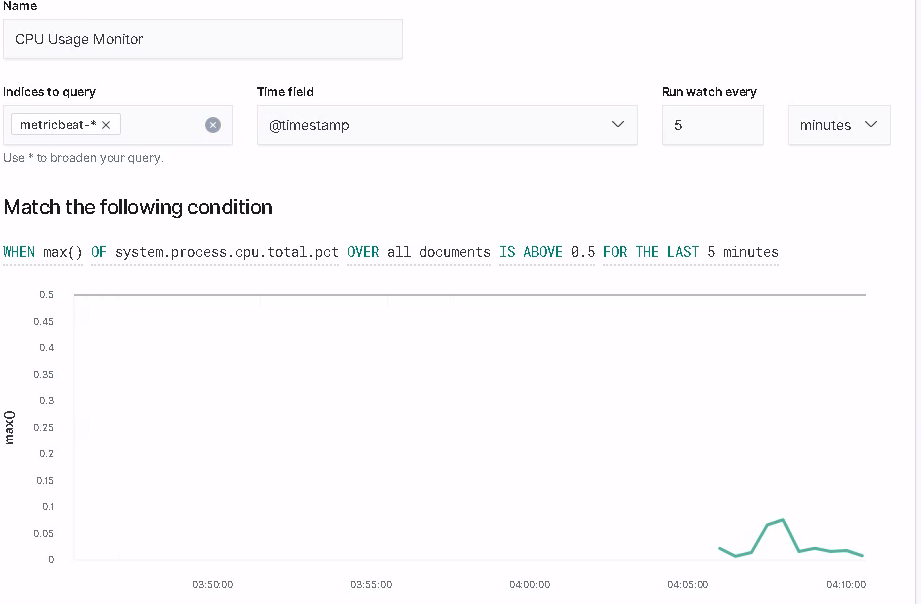 Name
CPU Usage Monitor
Indices to query Time field Run watch every
metricbeat-* × @timestamp 5 minutes
Use * to broaden your query.
Match the following condition
WHEN max() OF system.process.cpu.total.pct OVER all documents IS ABOVE 0.5 FOR THE LAST 5 minutes
0.5
0.45
0.4
0.35
0.3
0.25
0.2
0.15
0.1
0.05
0
max()
03:50:00 03:55:00 04:00:00 04:05:00 04:10:00